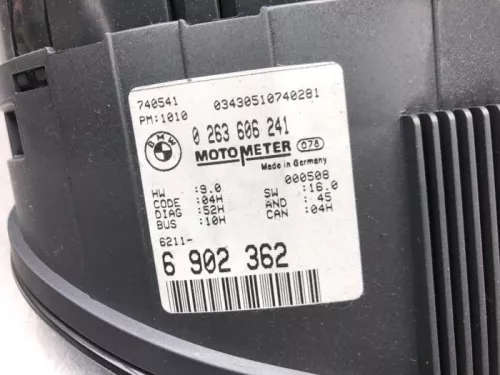 740541 03430510740281
PM:1010
BMW 0 263 606 241
MOTOMETER 078
Made in Germany
000508
HW :9.0 SW :16.0
CODE :04H AND : 45
DIAG :52H CAN :04H
BUS :10H
6211-
6 902 362